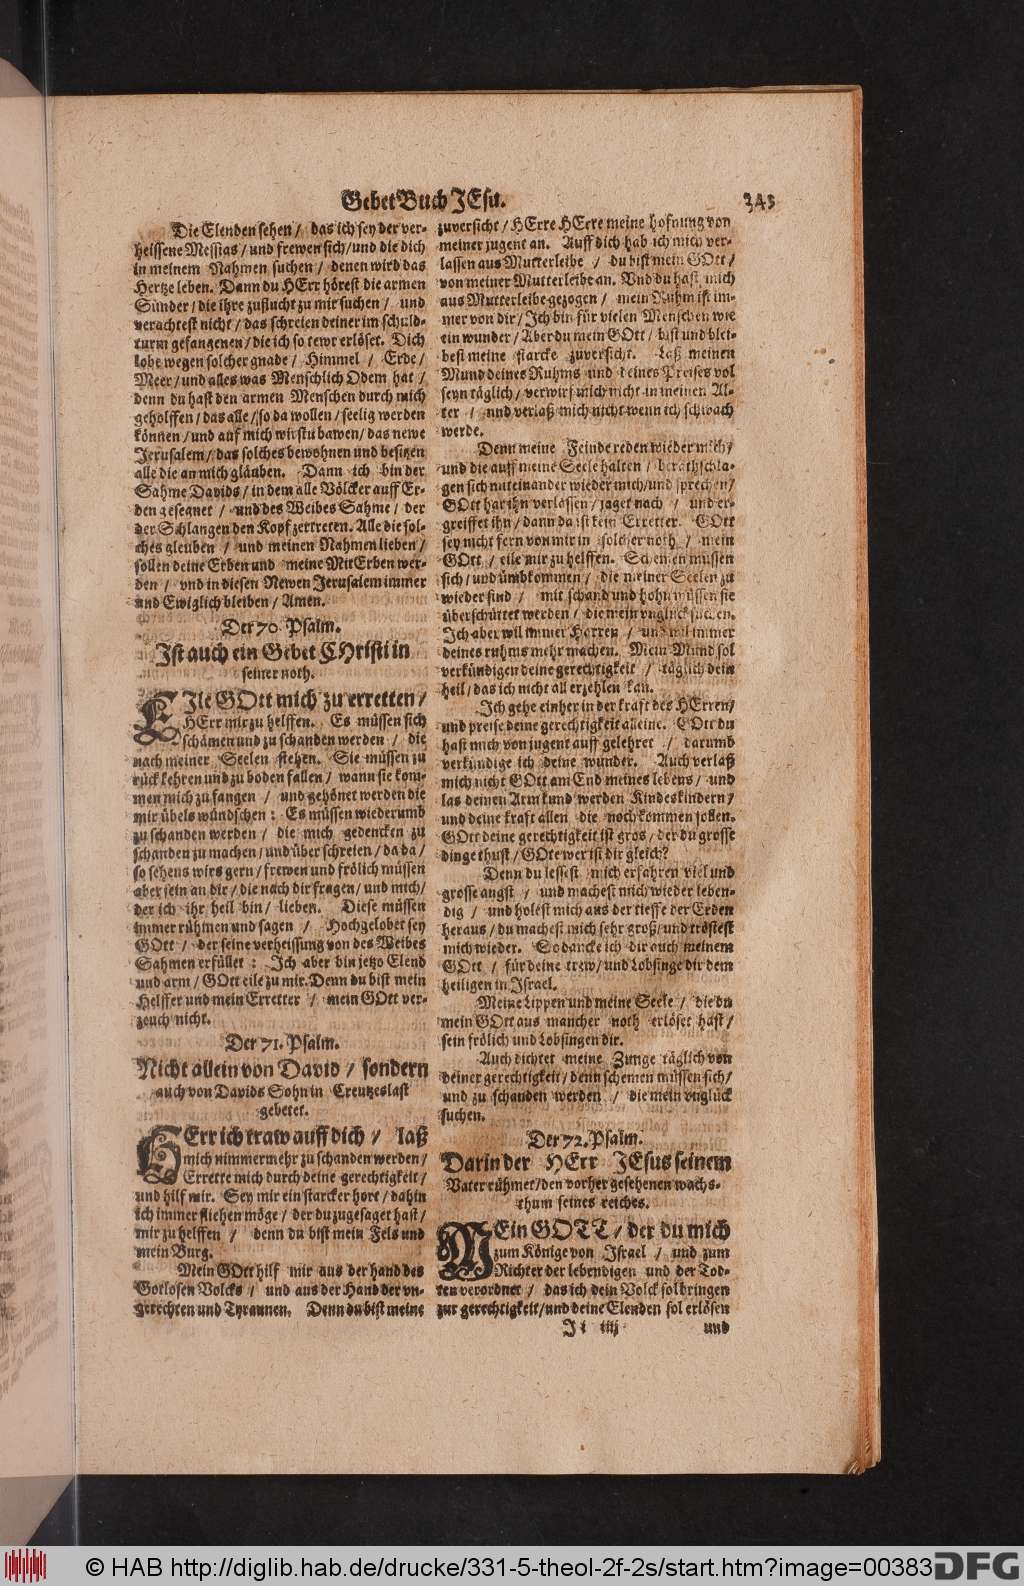 Gebet Buch JEsu. 343
Die Elenden sehen / das ich sey der ver-
heissene Messias / und frewen sich / und die dich
in meinem Nahmen suchen / denen wird das
Hertze leben. Dann du HErr hörest die armen
Sünder / die ihre zuflucht zu mir suchen / und
verachtest nicht / das schreien deiner im schuld-
turm gefangenen / die ich so tewr erlöset. Dich
lobe wegen solcher gnade / Himmel / Erde /
Meer / und alles was Menschlich Odem hat /
denn du hast den armen Menschen durch mich
geholffen / das alle / so da wollen / seelig werden
können / und auf mich wirstu bawen / das newe
Jerusalem / das solches bewohnen und besitzen
alle die an mich gläuben. Dann ich bin der
Sahme Davids / in dem alle Völcker auff Er-
den gesegnet / und des Weibes Sahme / der
der Schlangen den Kopf zertreten. Alle die sol-
ches gleuben / und meinen Nahmen lieben /
sollen deine Erben und meine MitErben wer-
den / vnd in diesen Newen Jerusalem immer
und Ewiglich bleiben / Amen.
Der 70. Psalm.
Ist auch ein Gebet CHristi in
seiner noth.
EIle GOtt mich zu erretten /
HErr mir zu helffen. Es müssen sich
schämen und zu schanden werden / die
nach meiner Seelen stehen. Sie müssen zu
rück kehren und zu boden fallen / wann sie kom-
men mich zu fangen / und gehönet werden die
mir übels wündschen: Es müssen wiederumb
zu schanden werden / die mich gedencken zu
schanden zu machen / und über schreien / da da /
so sehens wirs gern / frewen und frölich müssen
aber sein an dir / die nach dir fragen / und mich /
der ich ihr heil bin / lieben. Diese müssen
immer rühmen und sagen / Hochgelobet sey
GOtt / der seine verheissung von des Weibes
Sahmen erfüllet: Ich aber bin jetzo Elend
und arm / GOtt eile zu mir. Denn du bist mein
Helffer und mein Erretter / mein GOtt ver-
zeuch nicht.
Der 71. Psalm.
Nicht allein von David / sondern
auch von Davids Sohn in Creutzeslast
gebetet.
HErr ich traw auff dich / laß
mich nimmermehr zu schanden werden /
Errette mich durch deine gerechtigkeit /
und hilf mir. Sey mir ein starcker hort / dahin
ich immer fliehen möge / der du zugesaget hast /
mir zu helffen / denn du bist mein Fels und
mein Burg.
Mein GOtt hilf mir aus der hand des
Gotlosen Volcks / und aus der Hand der vn-
gerechten und Tyrannen. Denn du bist meine
zuversicht / HErre HErre meine hofnung von
meiner jugent an. Auff dich hab ich mich ver-
lassen aus Mutterleibe / du bist mein GOtt /
von meiner Mutterleibe an. Und du hast mich
aus Mutterleibe gezogen / mein Ruhm ist im-
mer von dir / Ich bin für vielen Menschen wie
ein wunder / Aber du mein GOtt / bist und blei-
best meine starcke zuversicht. Laß meinen
Mund deines Ruhms und deines Preises vol
seyn täglich / verwirf mich nicht in meinen Al-
ter / und verlaß mich nicht wenn ich schwach
werde.
Denn meine Feinde reden wieder mich /
und die auff meine Seele halten / berathschla-
gen sich miteinander wieder mich / und sprechen /
GOtt hat ihn verlassen / jaget nach / und er-
greiffet ihn / dann da ist kein Erretter. GOtt
sey nicht fern von mir in solcher noth / mein
GOtt / eile mir zu helffen. Schemen müssen
sich / und ümbkommen / die meiner Seelen zu
wieder sind / mit schand und hohn müssen sie
überschüttet werden / die mein vnglück suchen.
Ich aber wil immer Harren / und wil immer
deines ruhms mehr machen. Mein Mund sol
verkündigen deine gerechtigkeit / täglich dein
heil / das ich nicht all erzehlen kan.
Ich gehe einher in der kraft des HErren /
und preise deine gerechtigkeit alleine. GOtt du
hast mich von jugent auff gelehret / darumb
verkündige ich deine wunder. Auch verlaß
mich nicht GOtt am End meines lebens / und
las deinen Arm kund werden Kindeskindern /
und deine kraft allen die noch kommen sollen.
GOtt deine gerechtigkeit ist gros / der du grosse
dinge thust / GOtt wer ist dir gleich?
Denn du lessest mich erfahren viel und
grosse angst / und machest mich wieder leben-
dig / und holest mich aus der tieffe der Erden
heraus / du machest mich sehr groß / und tröstest
mich wieder. So dancke ich dir auch meinem
GOtt / für deine trew / und Lobsinge dir dem
heiligen in Israel.
Meine Lippen und meine Seele / die du
mein GOtt aus mancher noth erlöset hast /
sein frölich und Lobsingen dir.
Auch dichtet meine Zunge täglich von
deiner gerechtigkeit / denn schemen müssen sich /
und zu schanden werden / die mein vnglück
suchen.
Der 72. Psalm.
Darin der HErr JEsus seinem
Vater rühmet / den vorher gesehenen wachs-
thum seines reiches.
MEin GOTT / der du mich
zum Könige von Israel / und zum
Richter der lebendigen und der Tod-
ten verordnet / das ich dein Volck sol bringen
zur gerechtigkeit / und deine Elenden sol erlösen
Ii iiij und
© HAB http://diglib.hab.de/drucke/331-5-theol-2f-2s/start.htm?image=00383 DFG